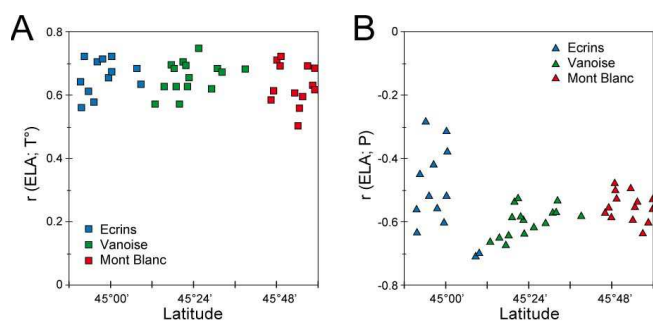 A
r (ELA; T°)
0.8
0.6
0.4
0.2
0
Ecrins
Vanoise
Mont Blanc
45°00'
45°24'
45°48'
Latitude
B
r (ELA; P)
-0
-0.2
-0.4
-0.6
-0.8
Ecrins
Vanoise
Mont Blanc
45°00'
45°24'
45°48'
Latitude